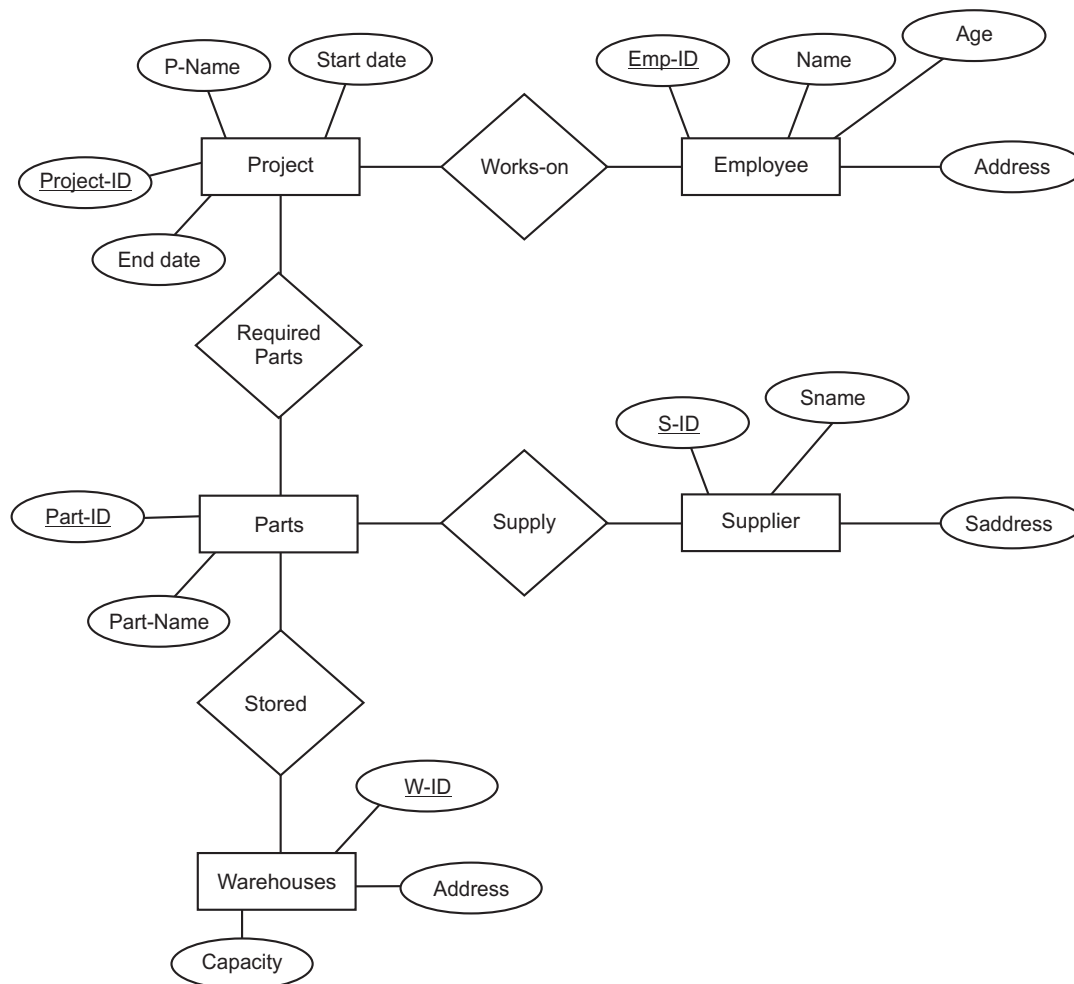 Age
P-Name
Start date
Emp-ID
Name
Project
Works-on
Employee
Address
Project-ID
End date
Required
Parts
S-ID
Sname
Part-ID
Parts
Supply
Supplier
Saddress
Part-Name
Stored
W-ID
Warehouses
Address
Capacity